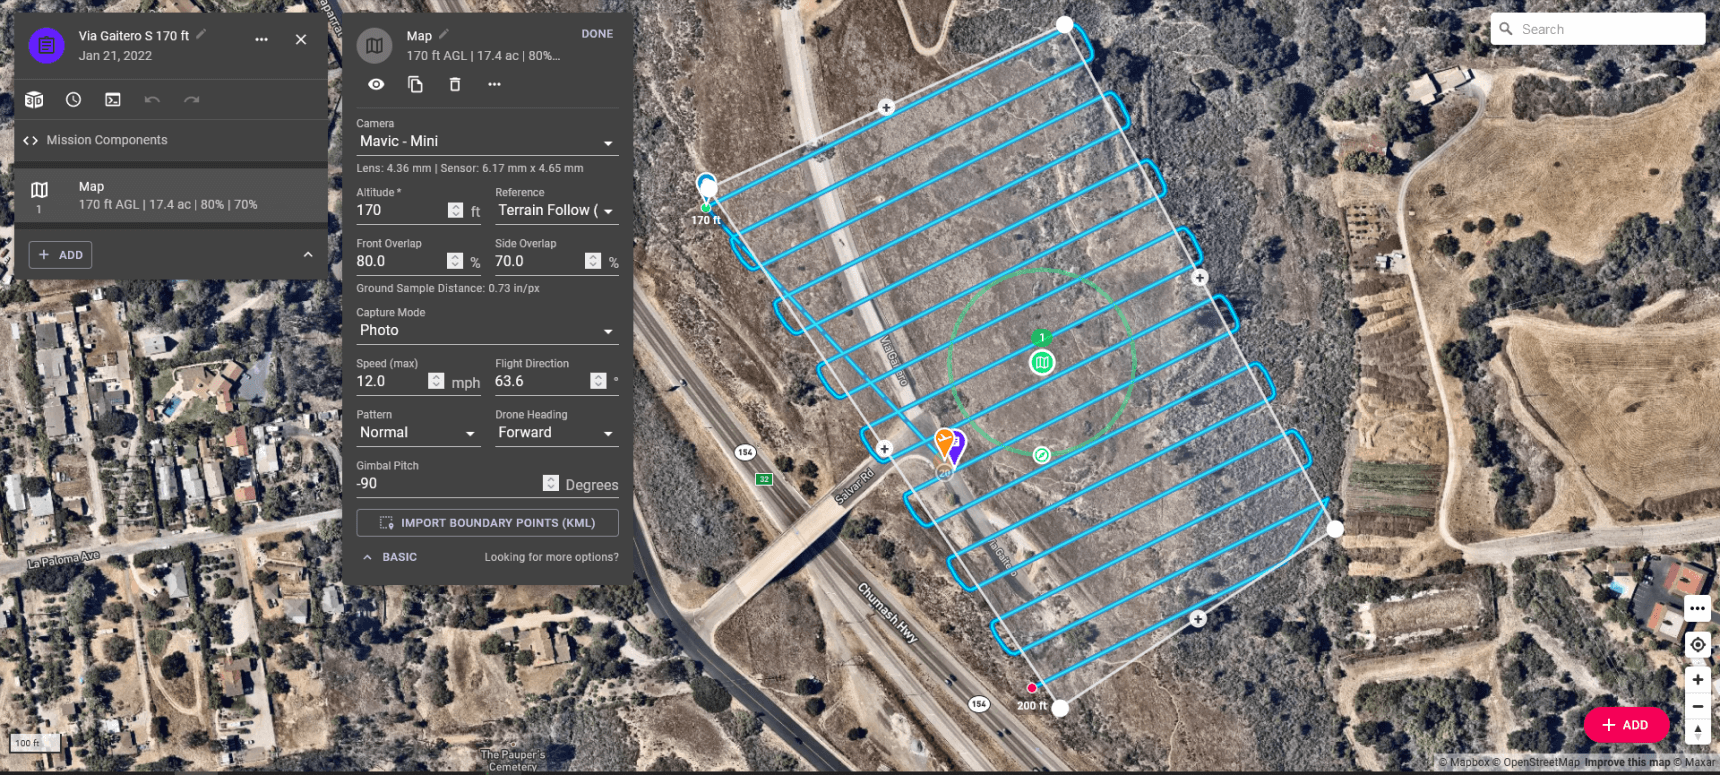 Via Gaitero S 170 ft
Jan 21, 2022
3D
Mission Components
Map
170 ft AGL | 17.4 ac | 80% | 70%
1
ADD
Map
DONE
170 ft AGL | 17.4 ac | 80%...
Camera
Mavic - Mini
Lens: 4.36 mm | Sensor: 6.17 mm x 4.65 mm
Altitude * Reference
170 ft Terrain Follow (
Front Overlap Side Overlap
80.0 % 70.0 %
Ground Sample Distance: 0.73 in/px
Capture Mode
Photo
Speed (max) Flight Direction
12.0 mph 63.6 °
Pattern Drone Heading
Normal Forward
Gimbal Pitch
-90 Degrees
IMPORT BOUNDARY POINTS (KML)
BASIC Looking for more options?
Search
170 ft
Via Gaitero
1
154
32
Salvar Rd
La Paloma Ave
Chumash Hwy
154
200 ft
The Pauper's
Cemetery
100 ft
ADD
© Mapbox © OpenStreetMap Improve this map © Maxar